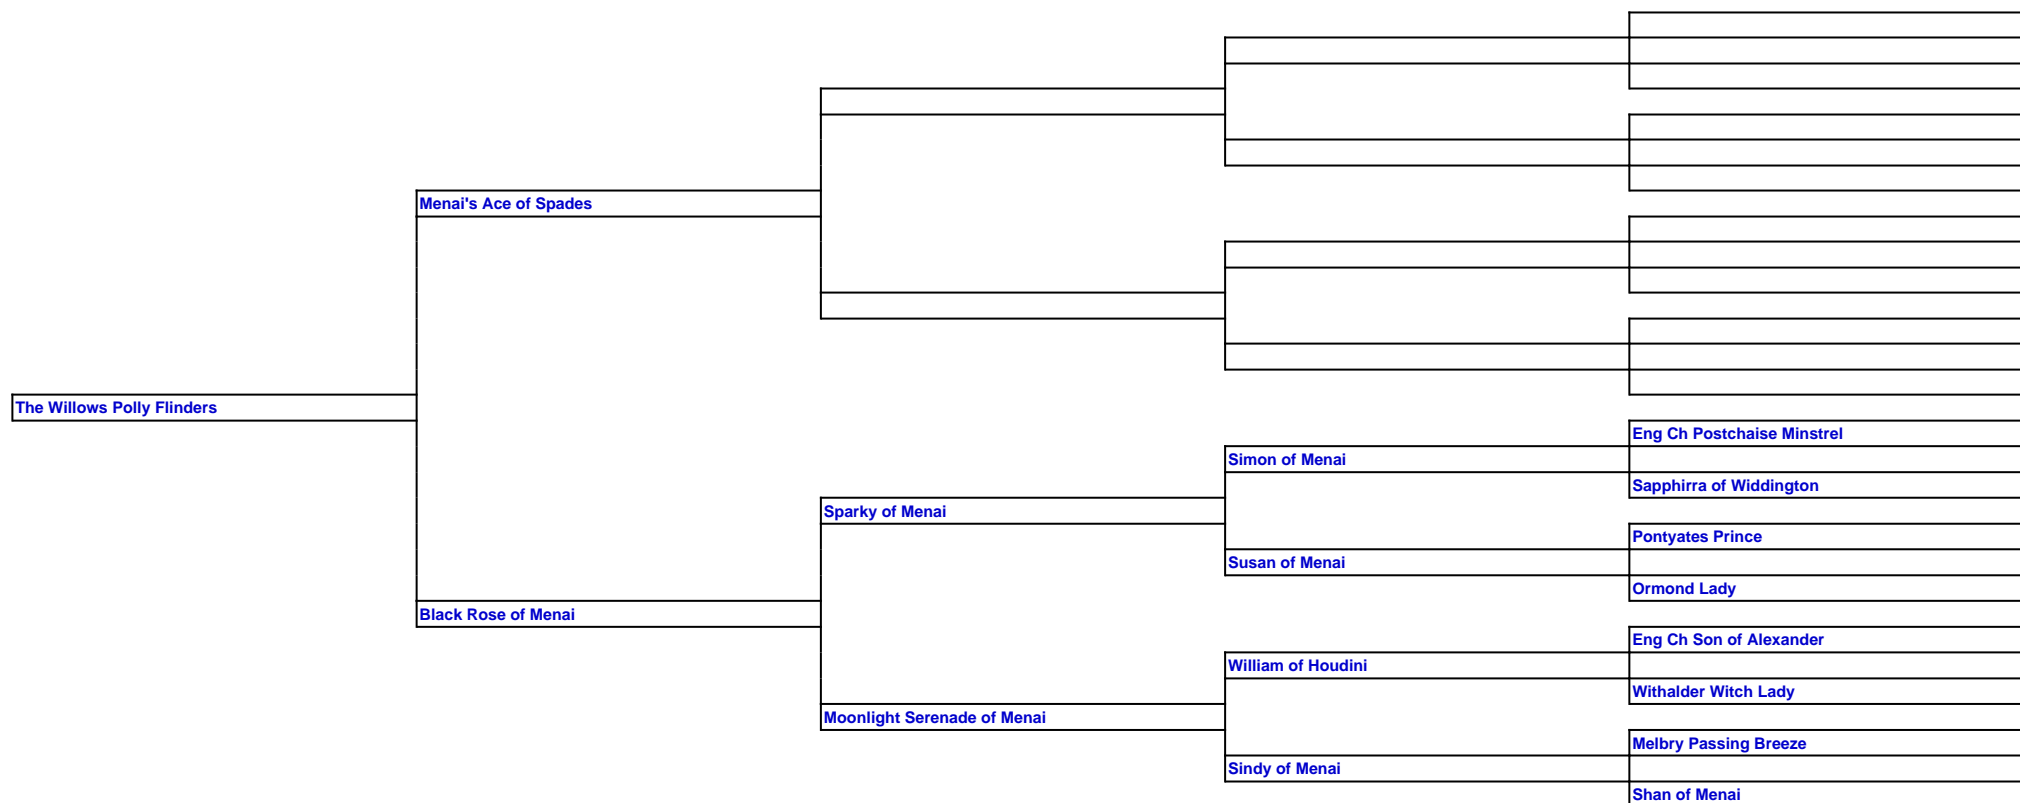 Menai's Ace of Spades
The Willows Polly Flinders
Eng Ch Postchaise Minstrel
Simon of Menai
Sapphirra of Widdington
Sparky of Menai
Pontyates Prince
Susan of Menai
Ormond Lady
Black Rose of Menai
Eng Ch Son of Alexander
William of Houdini
Withalder Witch Lady
Moonlight Serenade of Menai
Melbry Passing Breeze
Sindy of Menai
Shan of Menai